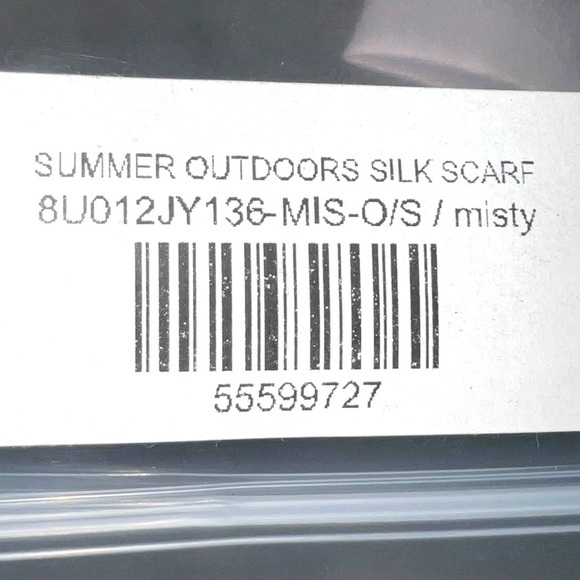 SUMMER OUTDOORS SILK SCARF
8U012JY136-MIS-O/S / misty
55599727